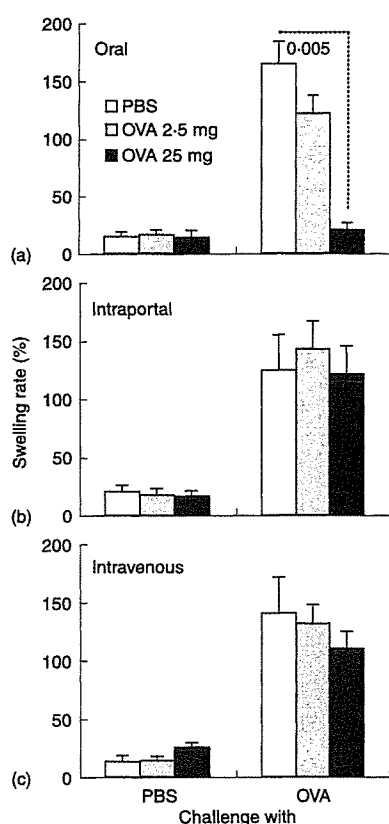 200
Oral
0·005
150
PBS
OVA 2·5 mg
100
OVA 25 mg
50
0
(a)
200
Intraportal
150
100
50
0
(b)
Swelling rate (%)
200
Intravenous
150
100
50
0
(c)
PBS
OVA
Challenge with